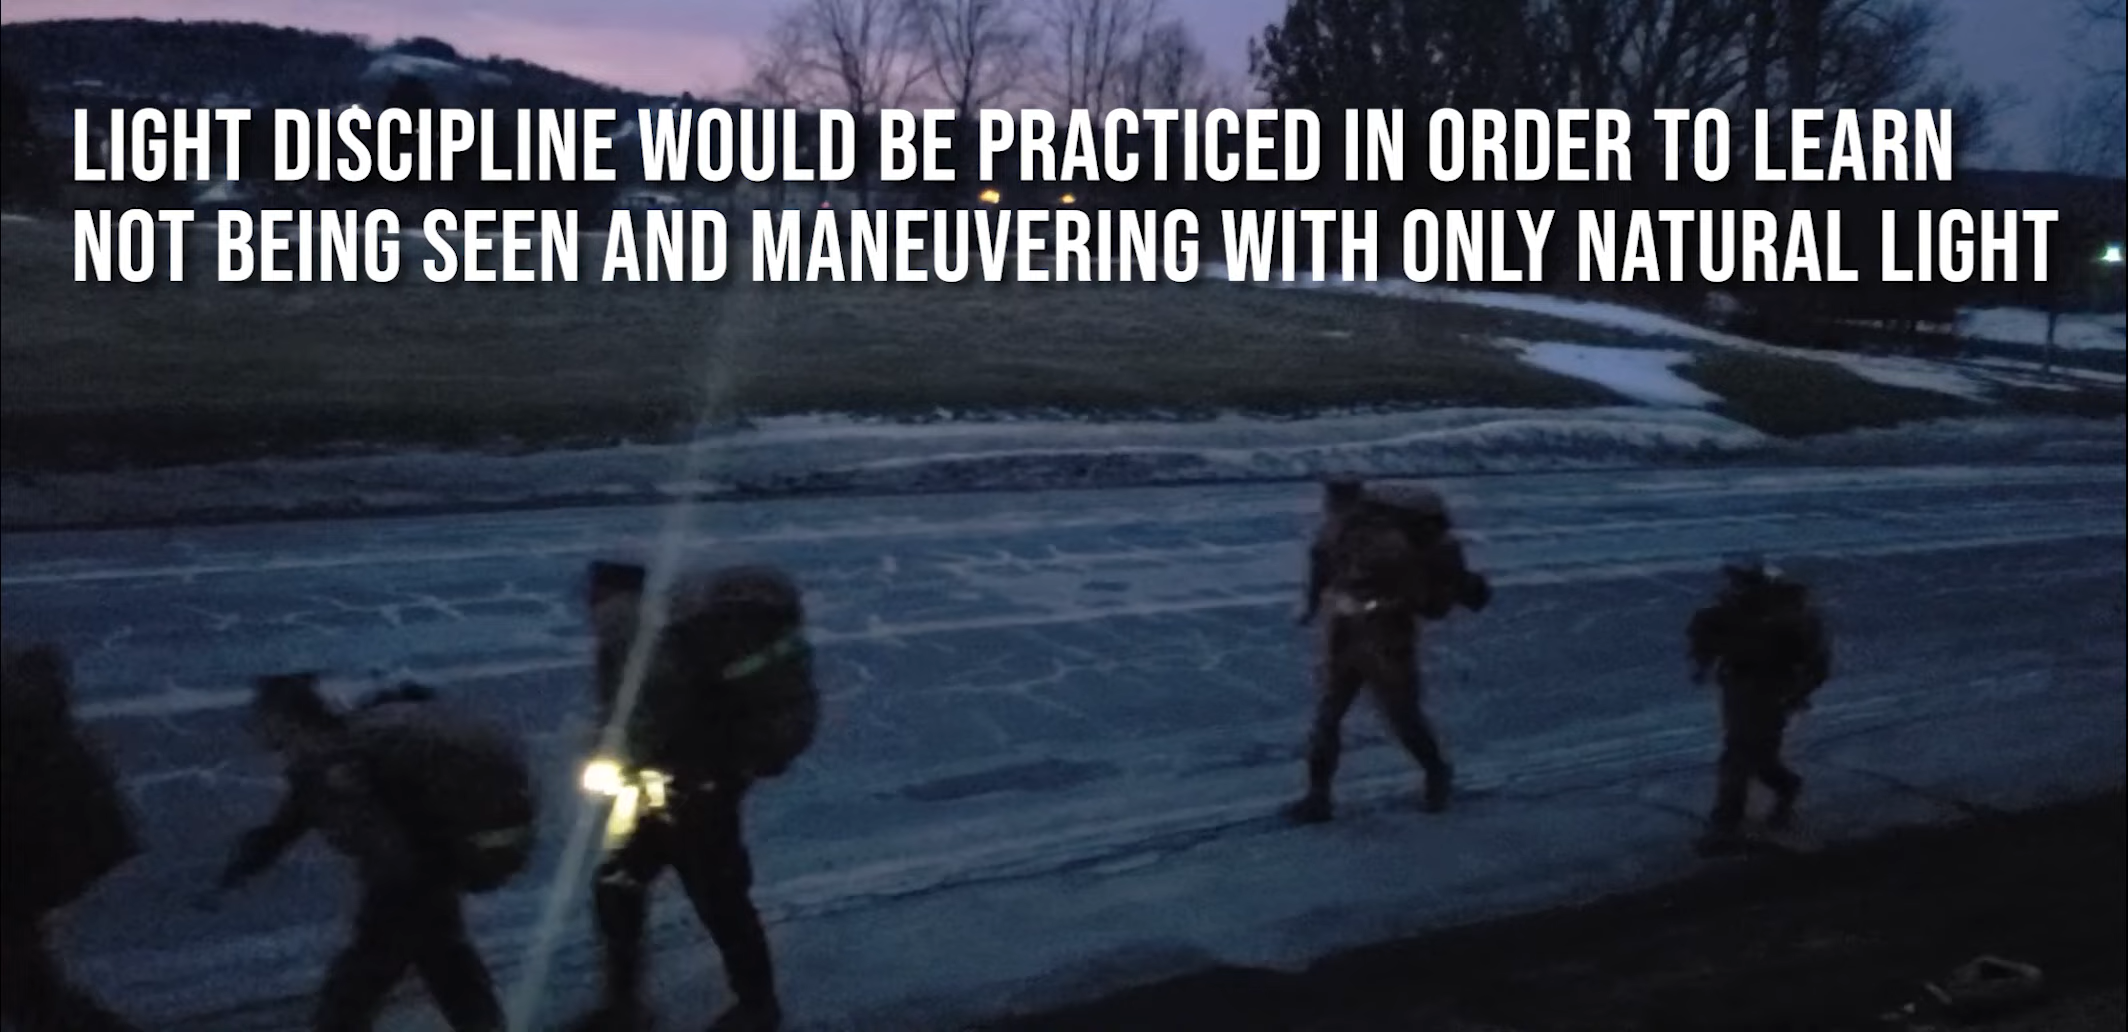 LIGHT DISCIPLINE WOULD BE PRACTICED IN ORDER TO LEARN
NOT BEING SEEN AND MANEUVERING WITH ONLY NATURAL LIGHT